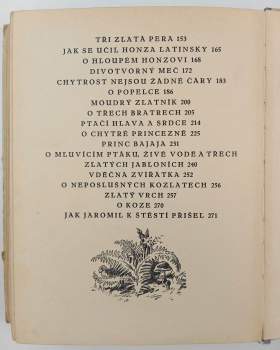 TŘI ZLATÁ PERA 153
JAK SE UČIL HONZA LATINSKY 165
O HLOUPÉM HONZOVI 168
DIVOTVORNÝ MEČ 172
CHYTROST NEJSOU ŽÁDNÉ ČÁRY 183
O POPELCE 186
MOUDRÝ ZLATNÍK 200
O TŘECH BRATRECH 205
PTAČÍ HLAVA A SRDCE 214
O CHYTRÉ PRINCEZNĚ 225
PRINC BAJAJA 231
O MLUVÍCÍM PTÁKU, ŽIVÉ VODĚ A TŘECH
ZLATÝCH JABLONÍCH 240
VDĚČNÁ ZVÍŘÁTKA 252
O NEPOSLUŠNÝCH KOZLATECH 256
ZLATÝ VRCH 257
O KOZE 270
JAK JAROMIL K ŠTĚSTÍ PŘIŠEL 271